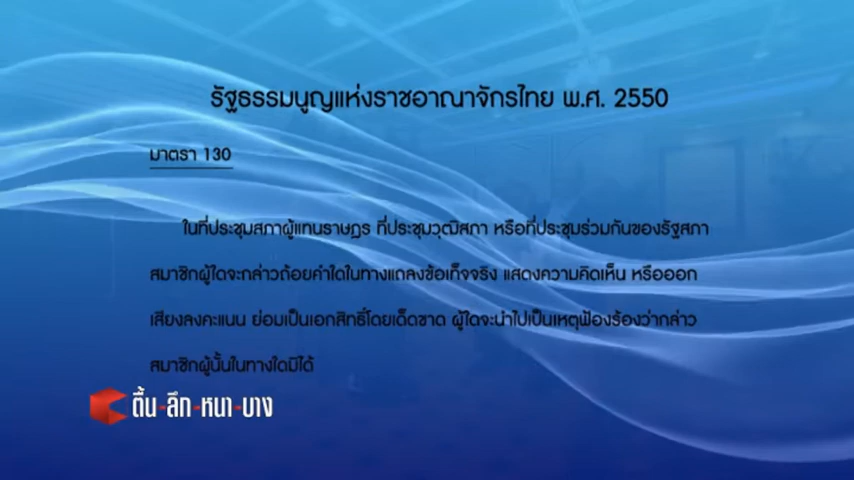 รัฐธรรมนูญแห่งราชอาณาจักรไทย พ.ศ. 2550
มาตรา 130
ในที่ประชุมสภาผู้แทนราษฎร ที่ประชุมวุฒิสภา หรือที่ประชุมร่วมกันของรัฐสภา
สมาชิกผู้ใดจะกล่าวถ้อยคำใดในทางแถลงข้อเท็จจริง แสดงความคิดเห็น หรือออก
เสียงลงคะแนน ย่อมเป็นเอกสิทธิ์โดยเด็ดขาด ผู้ใดจะนำไปเป็นเหตุฟ้องร้องว่ากล่าว
สมาชิกผู้นั้นในทางใดมิได้
ตื้น-ลึก-หนา-บาง